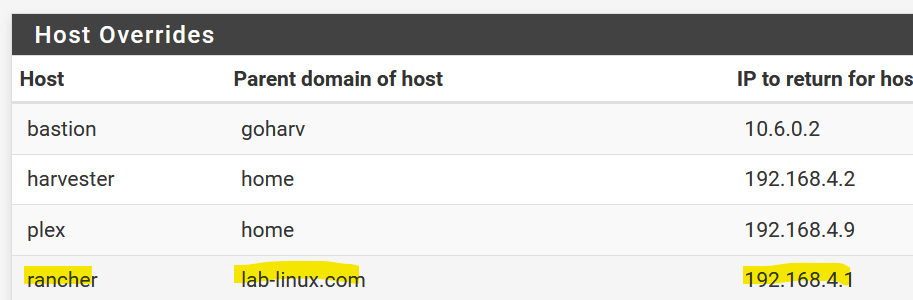 Host Overrides
Host Parent domain of host IP to return for hos
bastion goharv 10.6.0.2
harvester home 192.168.4.2
plex home 192.168.4.9
rancher lab-linux.com 192.168.4.1